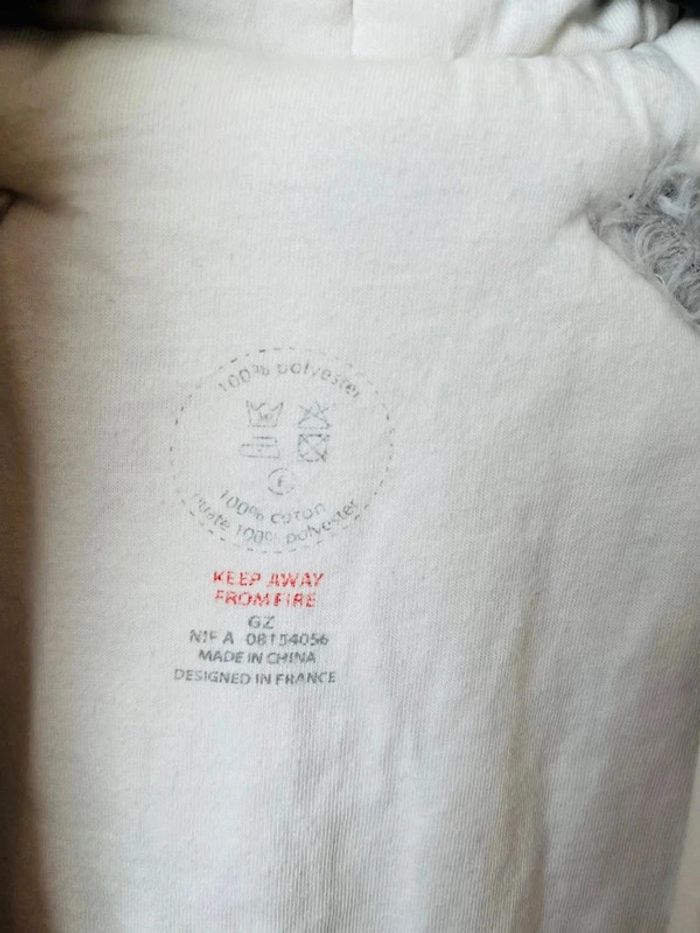 100% polyester
100% coton
ouate 100% polyester
KEEP AWAY
FROM FIRE
GZ
NIF A 08154056
MADE IN CHINA
DESIGNED IN FRANCE